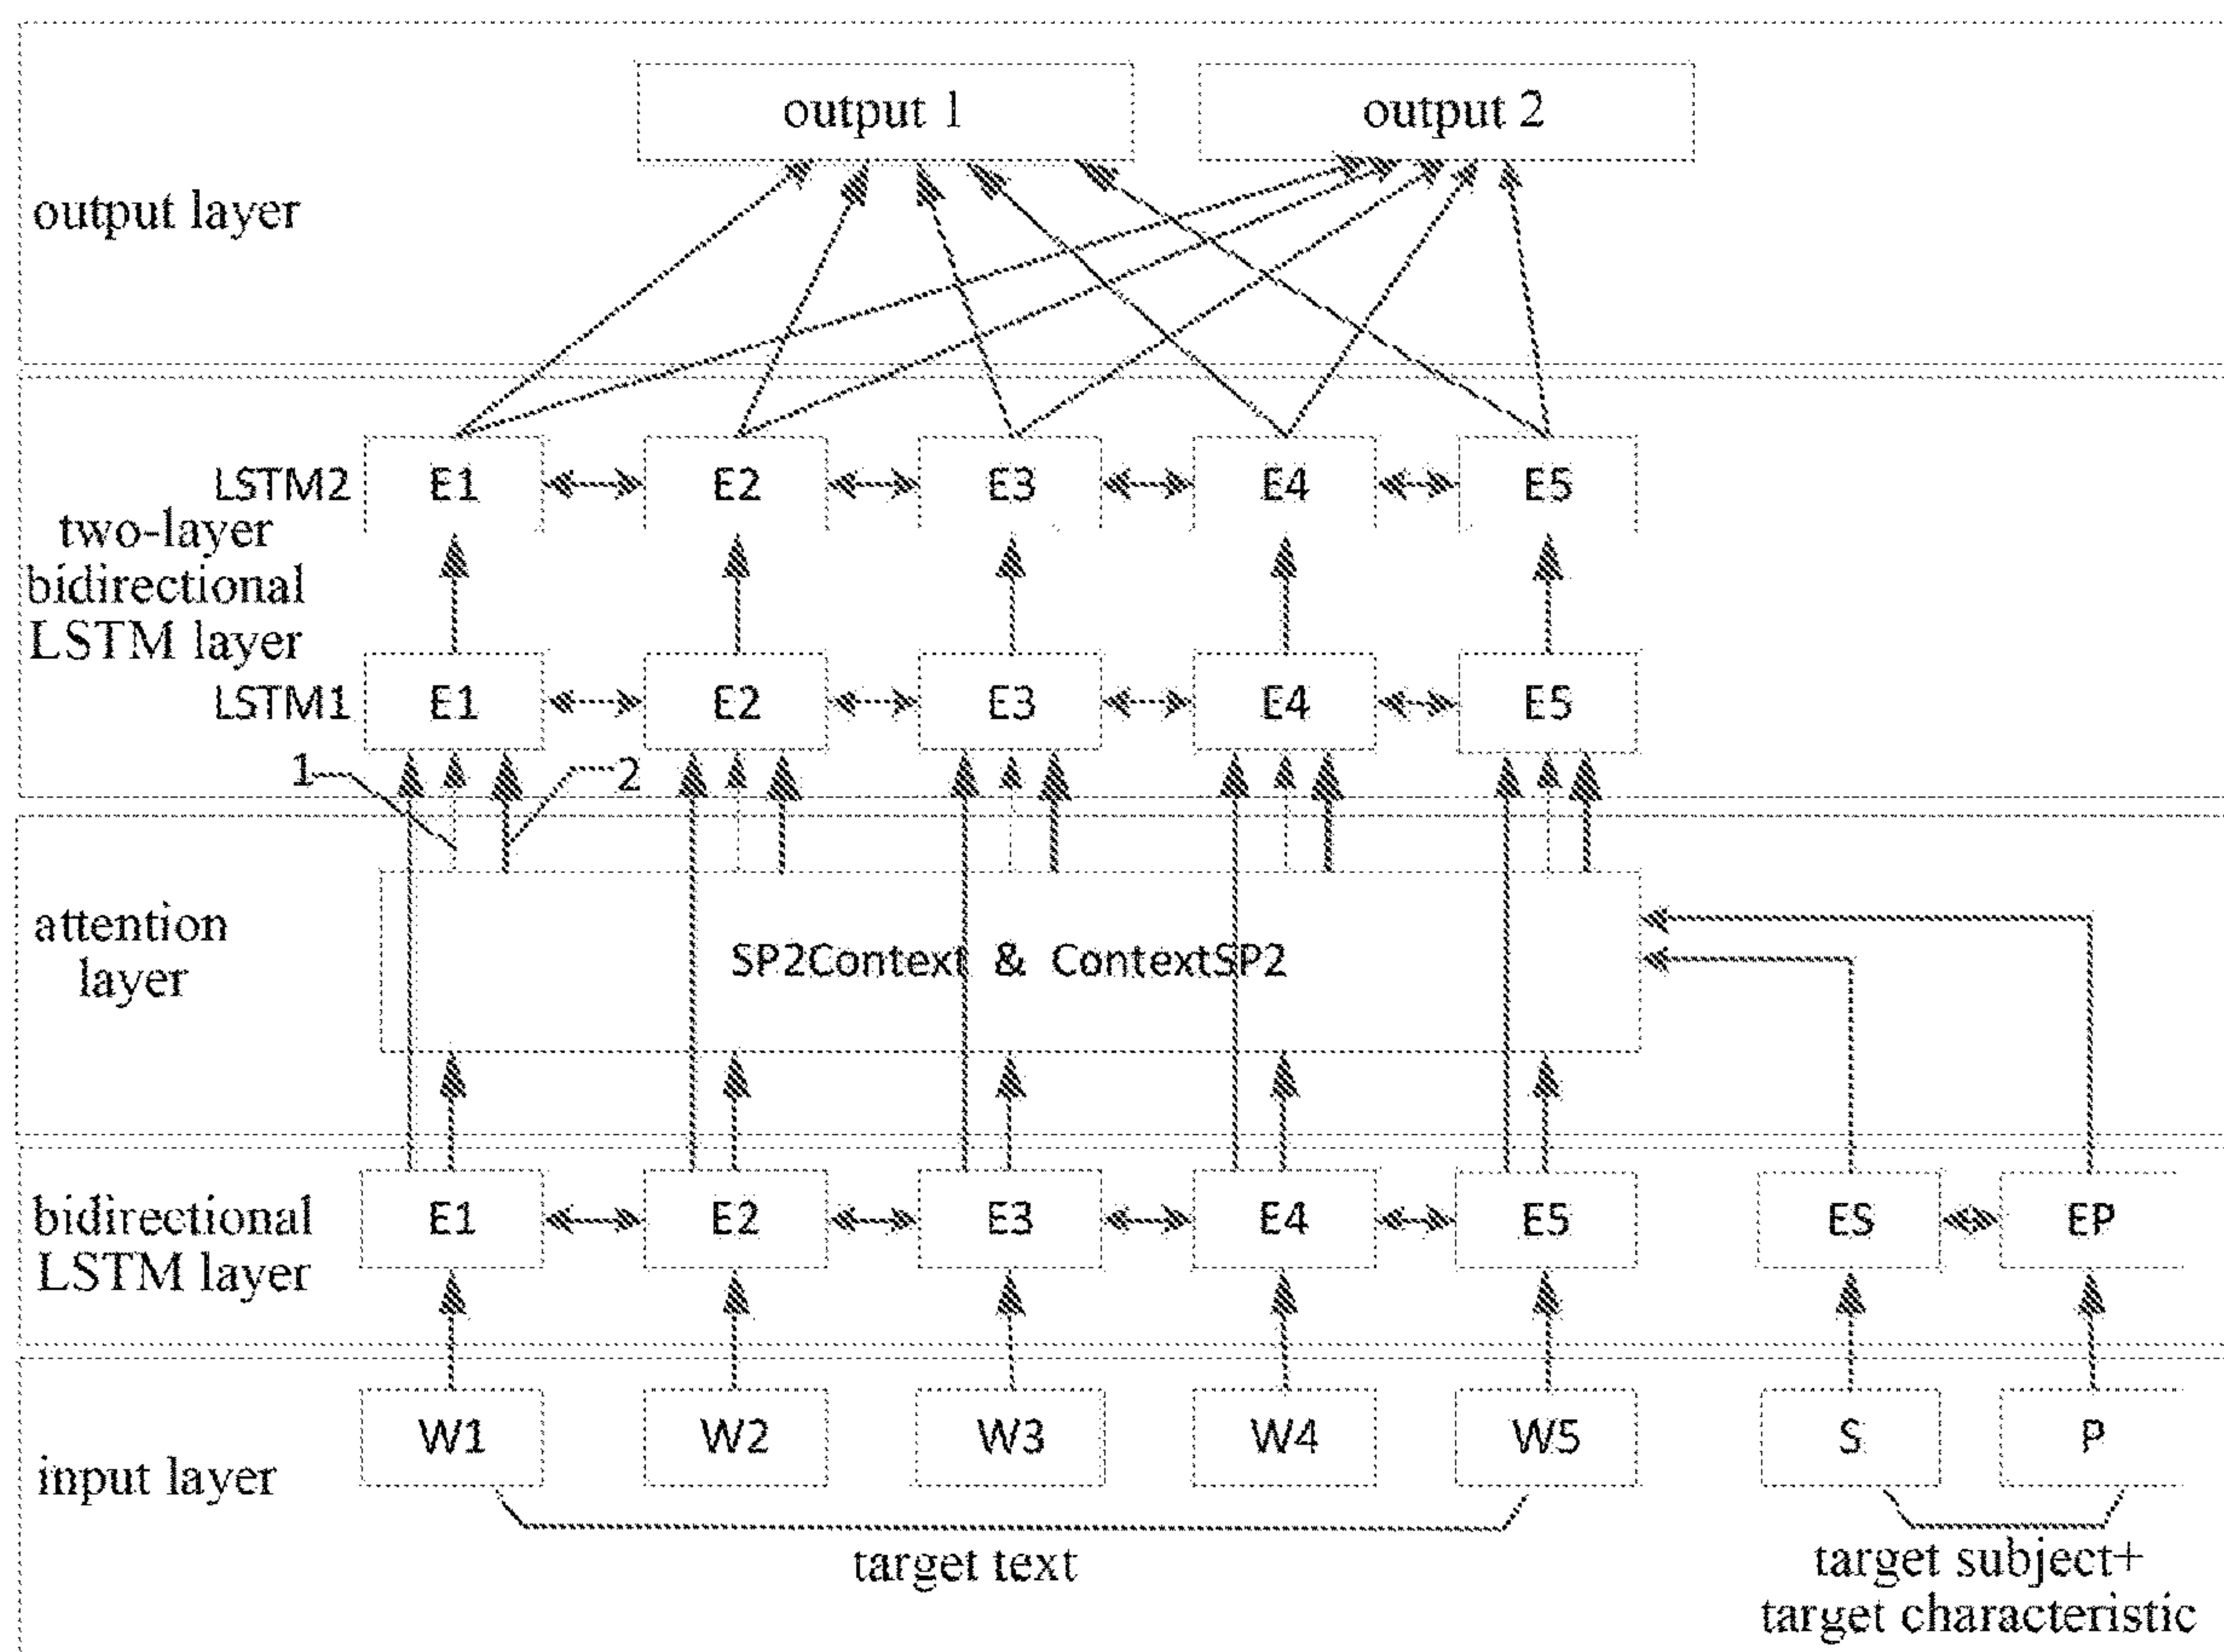 output 1 output 2
output layer
LSTM2 E1 E2 E3 E4 E5
two-layer
bidirectional
LSTM layer
LSTM1 E1 E2 E3 E4 E5
1 2
attention
layer
SP2Context & ContextSP2
bidirectional
LSTM layer
E1 E2 E3 E4 E5 ES EP
W1 W2 W3 W4 W5 S P
input layer
target text
target subject+
target characteristic